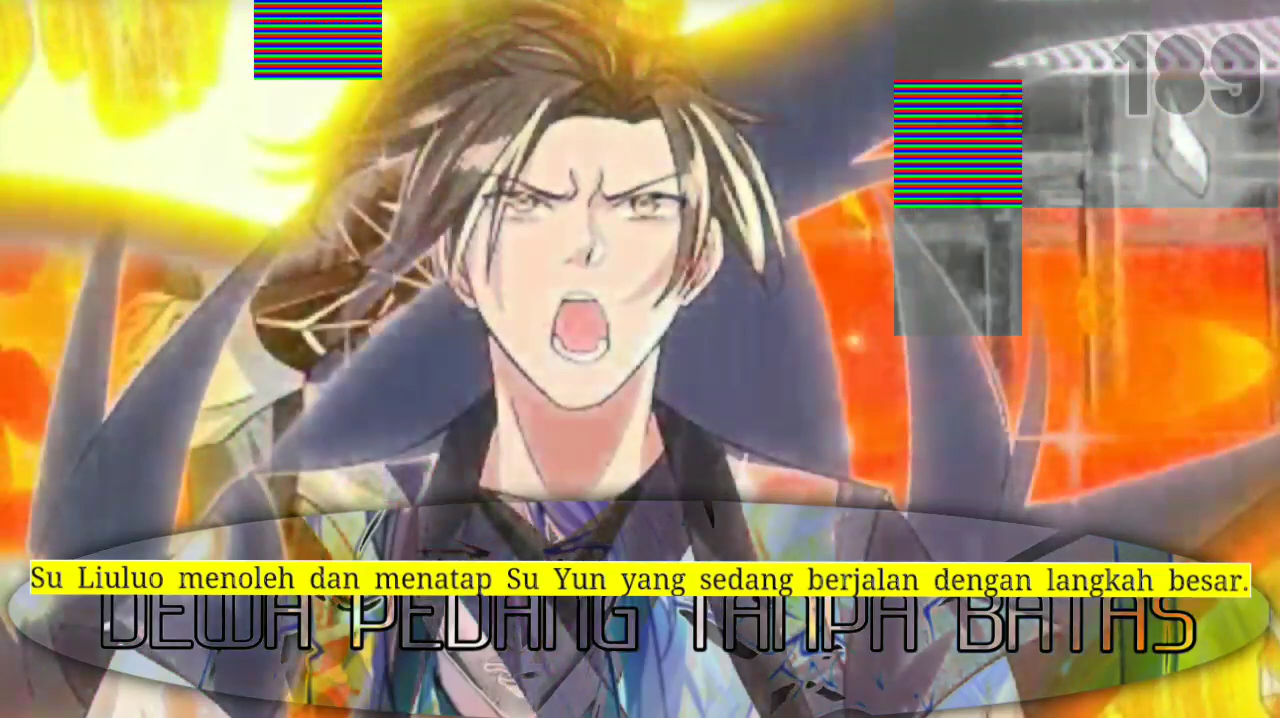 189
Su Liuluo menoleh dan menatap Su Yun yang sedang berjalan dengan langkah besar.
DEWA PEDANG TANPA BATAS